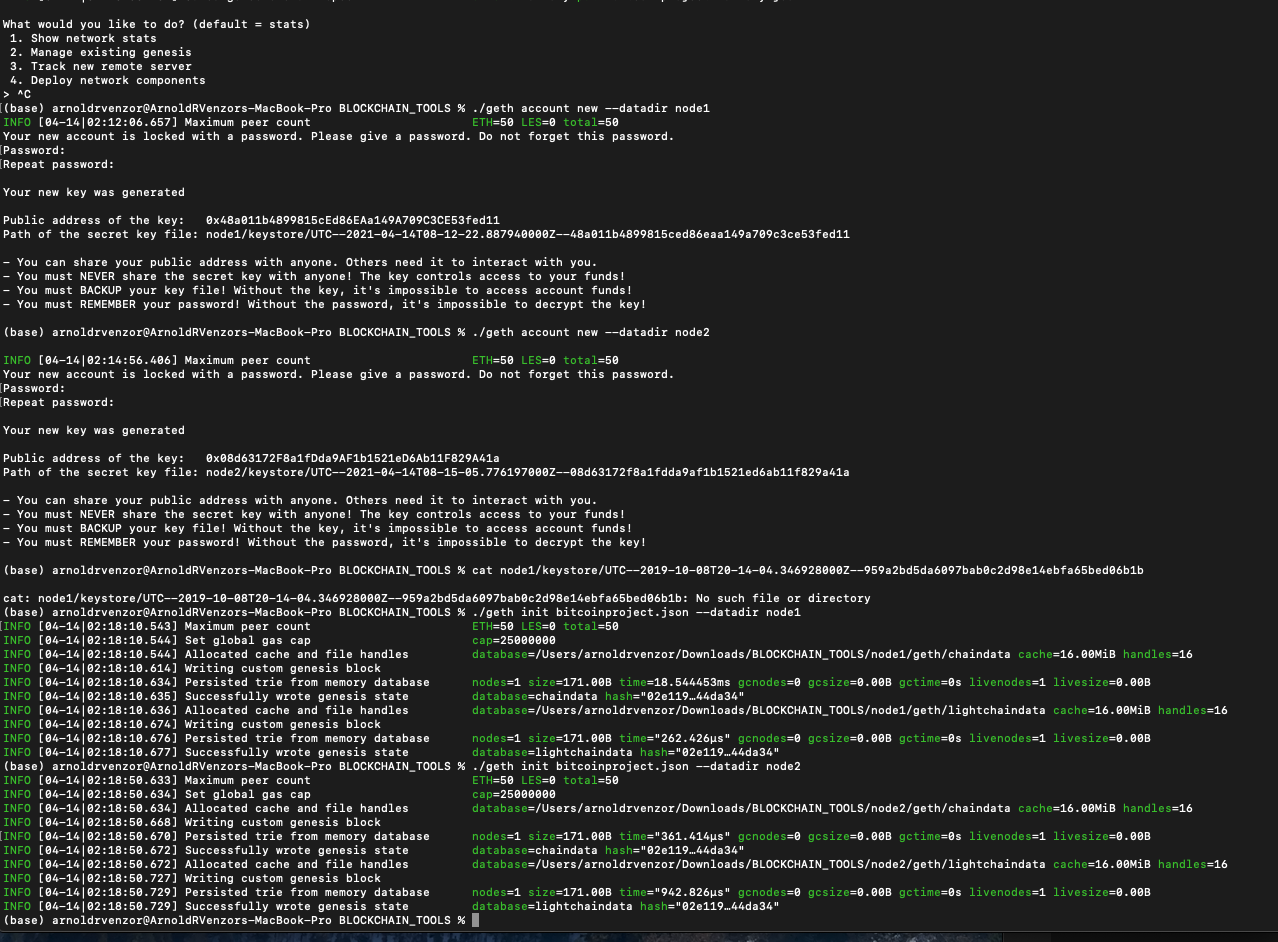 What would you like to do? (default = stats)
 1. Show network stats
 2. Manage existing genesis
 3. Track new remote server
 4. Deploy network components
> ^C
[(base) arnoldrvenzor@ArnoldRVenzors-MacBook-Pro BLOCKCHAIN_TOOLS % ./geth account new --datadir node1
INFO [04-14|02:12:06.657] Maximum peer count ETH=50 LES=0 total=50
Your new account is locked with a password. Please give a password. Do not forget this password.
[Password:
[Repeat password:
Your new key was generated
Public address of the key: 0x48a011b4899815cEd86EAa149A709C3CE53fed11
Path of the secret key file: node1/keystore/UTC--2021-04-14T08-12-22.887940000Z--48a011b4899815ced86eaa149a709c3ce53fed11
- You can share your public address with anyone. Others need it to interact with you.
- You must NEVER share the secret key with anyone! The key controls access to your funds!
- You must BACKUP your key file! Without the key, it's impossible to access account funds!
- You must REMEMBER your password! Without the password, it's impossible to decrypt the key!
(base) arnoldrvenzor@ArnoldRVenzors-MacBook-Pro BLOCKCHAIN_TOOLS % ./geth account new --datadir node2
INFO [04-14|02:14:56.406] Maximum peer count ETH=50 LES=0 total=50
Your new account is locked with a password. Please give a password. Do not forget this password.
[Password:
[Repeat password:
Your new key was generated
Public address of the key: 0x08d63172F8a1fDda9AF1b1521eD6Ab11F829A41a
Path of the secret key file: node2/keystore/UTC--2021-04-14T08-15-05.776197000Z--08d63172f8a1fdda9af1b1521ed6ab11f829a41a
- You can share your public address with anyone. Others need it to interact with you.
- You must NEVER share the secret key with anyone! The key controls access to your funds!
- You must BACKUP your key file! Without the key, it's impossible to access account funds!
- You must REMEMBER your password! Without the password, it's impossible to decrypt the key!
(base) arnoldrvenzor@ArnoldRVenzors-MacBook-Pro BLOCKCHAIN_TOOLS % cat node1/keystore/UTC--2019-10-08T20-14-04.346928000Z--959a2bd5da6097bab0c2d98e14ebfa65bed06b1b
cat: node1/keystore/UTC--2019-10-08T20-14-04.346928000Z--959a2bd5da6097bab0c2d98e14ebfa65bed06b1b: No such file or directory
(base) arnoldrvenzor@ArnoldRVenzors-MacBook-Pro BLOCKCHAIN_TOOLS % ./geth init bitcoinproject.json --datadir node1
[INFO [04-14|02:18:10.543] Maximum peer count ETH=50 LES=0 total=50
INFO [04-14|02:18:10.544] Set global gas cap cap=25000000
INFO [04-14|02:18:10.544] Allocated cache and file handles database=/Users/arnoldrvenzor/Downloads/BLOCKCHAIN_TOOLS/node1/geth/chaindata cache=16.00MiB handles=16
INFO [04-14|02:18:10.614] Writing custom genesis block
INFO [04-14|02:18:10.634] Persisted trie from memory database nodes=1 size=171.00B time=18.544453ms gcnodes=0 gcsize=0.00B gctime=0s livenodes=1 livesize=0.00B
INFO [04-14|02:18:10.635] Successfully wrote genesis state database=chaindata hash="02e119…44da34"
INFO [04-14|02:18:10.636] Allocated cache and file handles database=/Users/arnoldrvenzor/Downloads/BLOCKCHAIN_TOOLS/node1/geth/lightchaindata cache=16.00MiB handles=16
INFO [04-14|02:18:10.674] Writing custom genesis block
INFO [04-14|02:18:10.676] Persisted trie from memory database nodes=1 size=171.00B time="262.426µs" gcnodes=0 gcsize=0.00B gctime=0s livenodes=1 livesize=0.00B
INFO [04-14|02:18:10.677] Successfully wrote genesis state database=lightchaindata hash="02e119…44da34"
(base) arnoldrvenzor@ArnoldRVenzors-MacBook-Pro BLOCKCHAIN_TOOLS % ./geth init bitcoinproject.json --datadir node2
INFO [04-14|02:18:50.633] Maximum peer count ETH=50 LES=0 total=50
INFO [04-14|02:18:50.634] Set global gas cap cap=25000000
INFO [04-14|02:18:50.634] Allocated cache and file handles database=/Users/arnoldrvenzor/Downloads/BLOCKCHAIN_TOOLS/node2/geth/chaindata cache=16.00MiB handles=16
INFO [04-14|02:18:50.668] Writing custom genesis block
[INFO [04-14|02:18:50.670] Persisted trie from memory database nodes=1 size=171.00B time="361.414µs" gcnodes=0 gcsize=0.00B gctime=0s livenodes=1 livesize=0.00B
INFO [04-14|02:18:50.672] Successfully wrote genesis state database=chaindata hash="02e119…44da34"
INFO [04-14|02:18:50.672] Allocated cache and file handles database=/Users/arnoldrvenzor/Downloads/BLOCKCHAIN_TOOLS/node2/geth/lightchaindata cache=16.00MiB handles=16
INFO [04-14|02:18:50.727] Writing custom genesis block
INFO [04-14|02:18:50.729] Persisted trie from memory database nodes=1 size=171.00B time="942.826µs" gcnodes=0 gcsize=0.00B gctime=0s livenodes=1 livesize=0.00B
INFO [04-14|02:18:50.729] Successfully wrote genesis state database=lightchaindata hash="02e119…44da34"
(base) arnoldrvenzor@ArnoldRVenzors-MacBook-Pro BLOCKCHAIN_TOOLS %